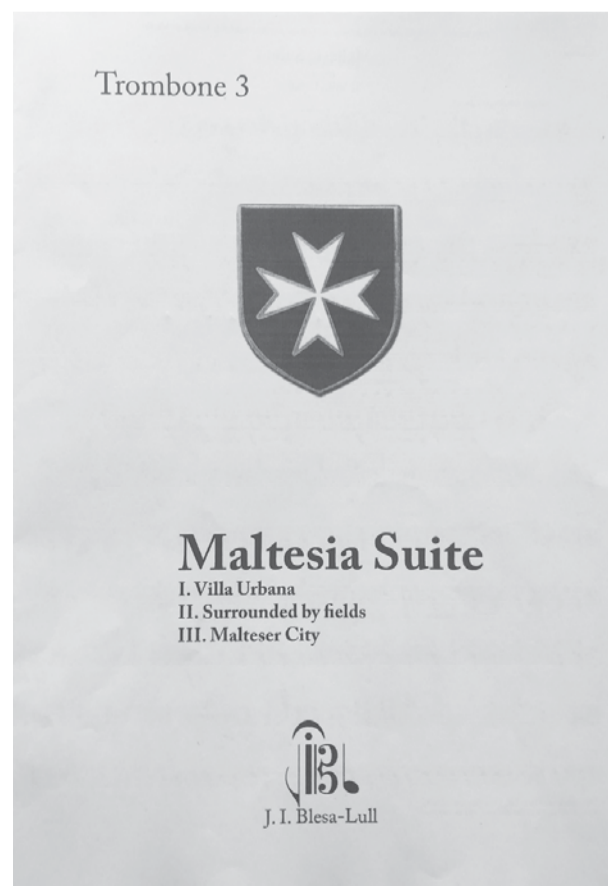 Trombone 3
Maltesia Suite
I. Villa Urbana
II. Surrounded by fields
III. Malteser City
J. I. Blesa-Lull